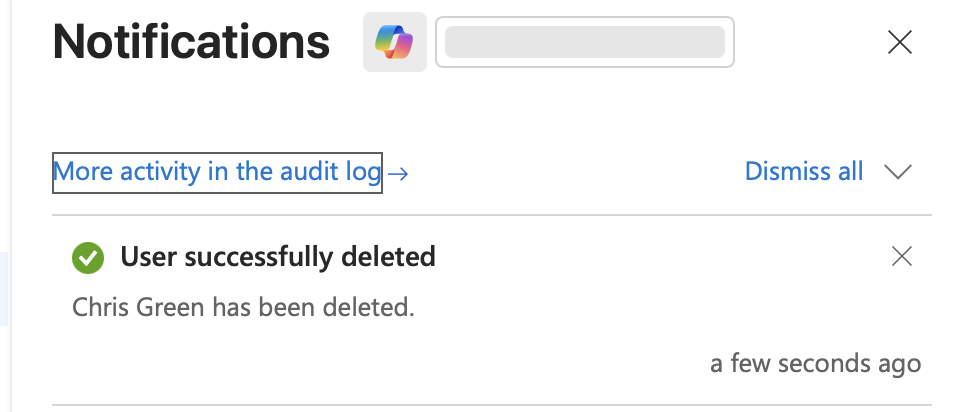 Notifications
More activity in the audit log →
Dismiss all
User successfully deleted
Chris Green has been deleted.
a few seconds ago